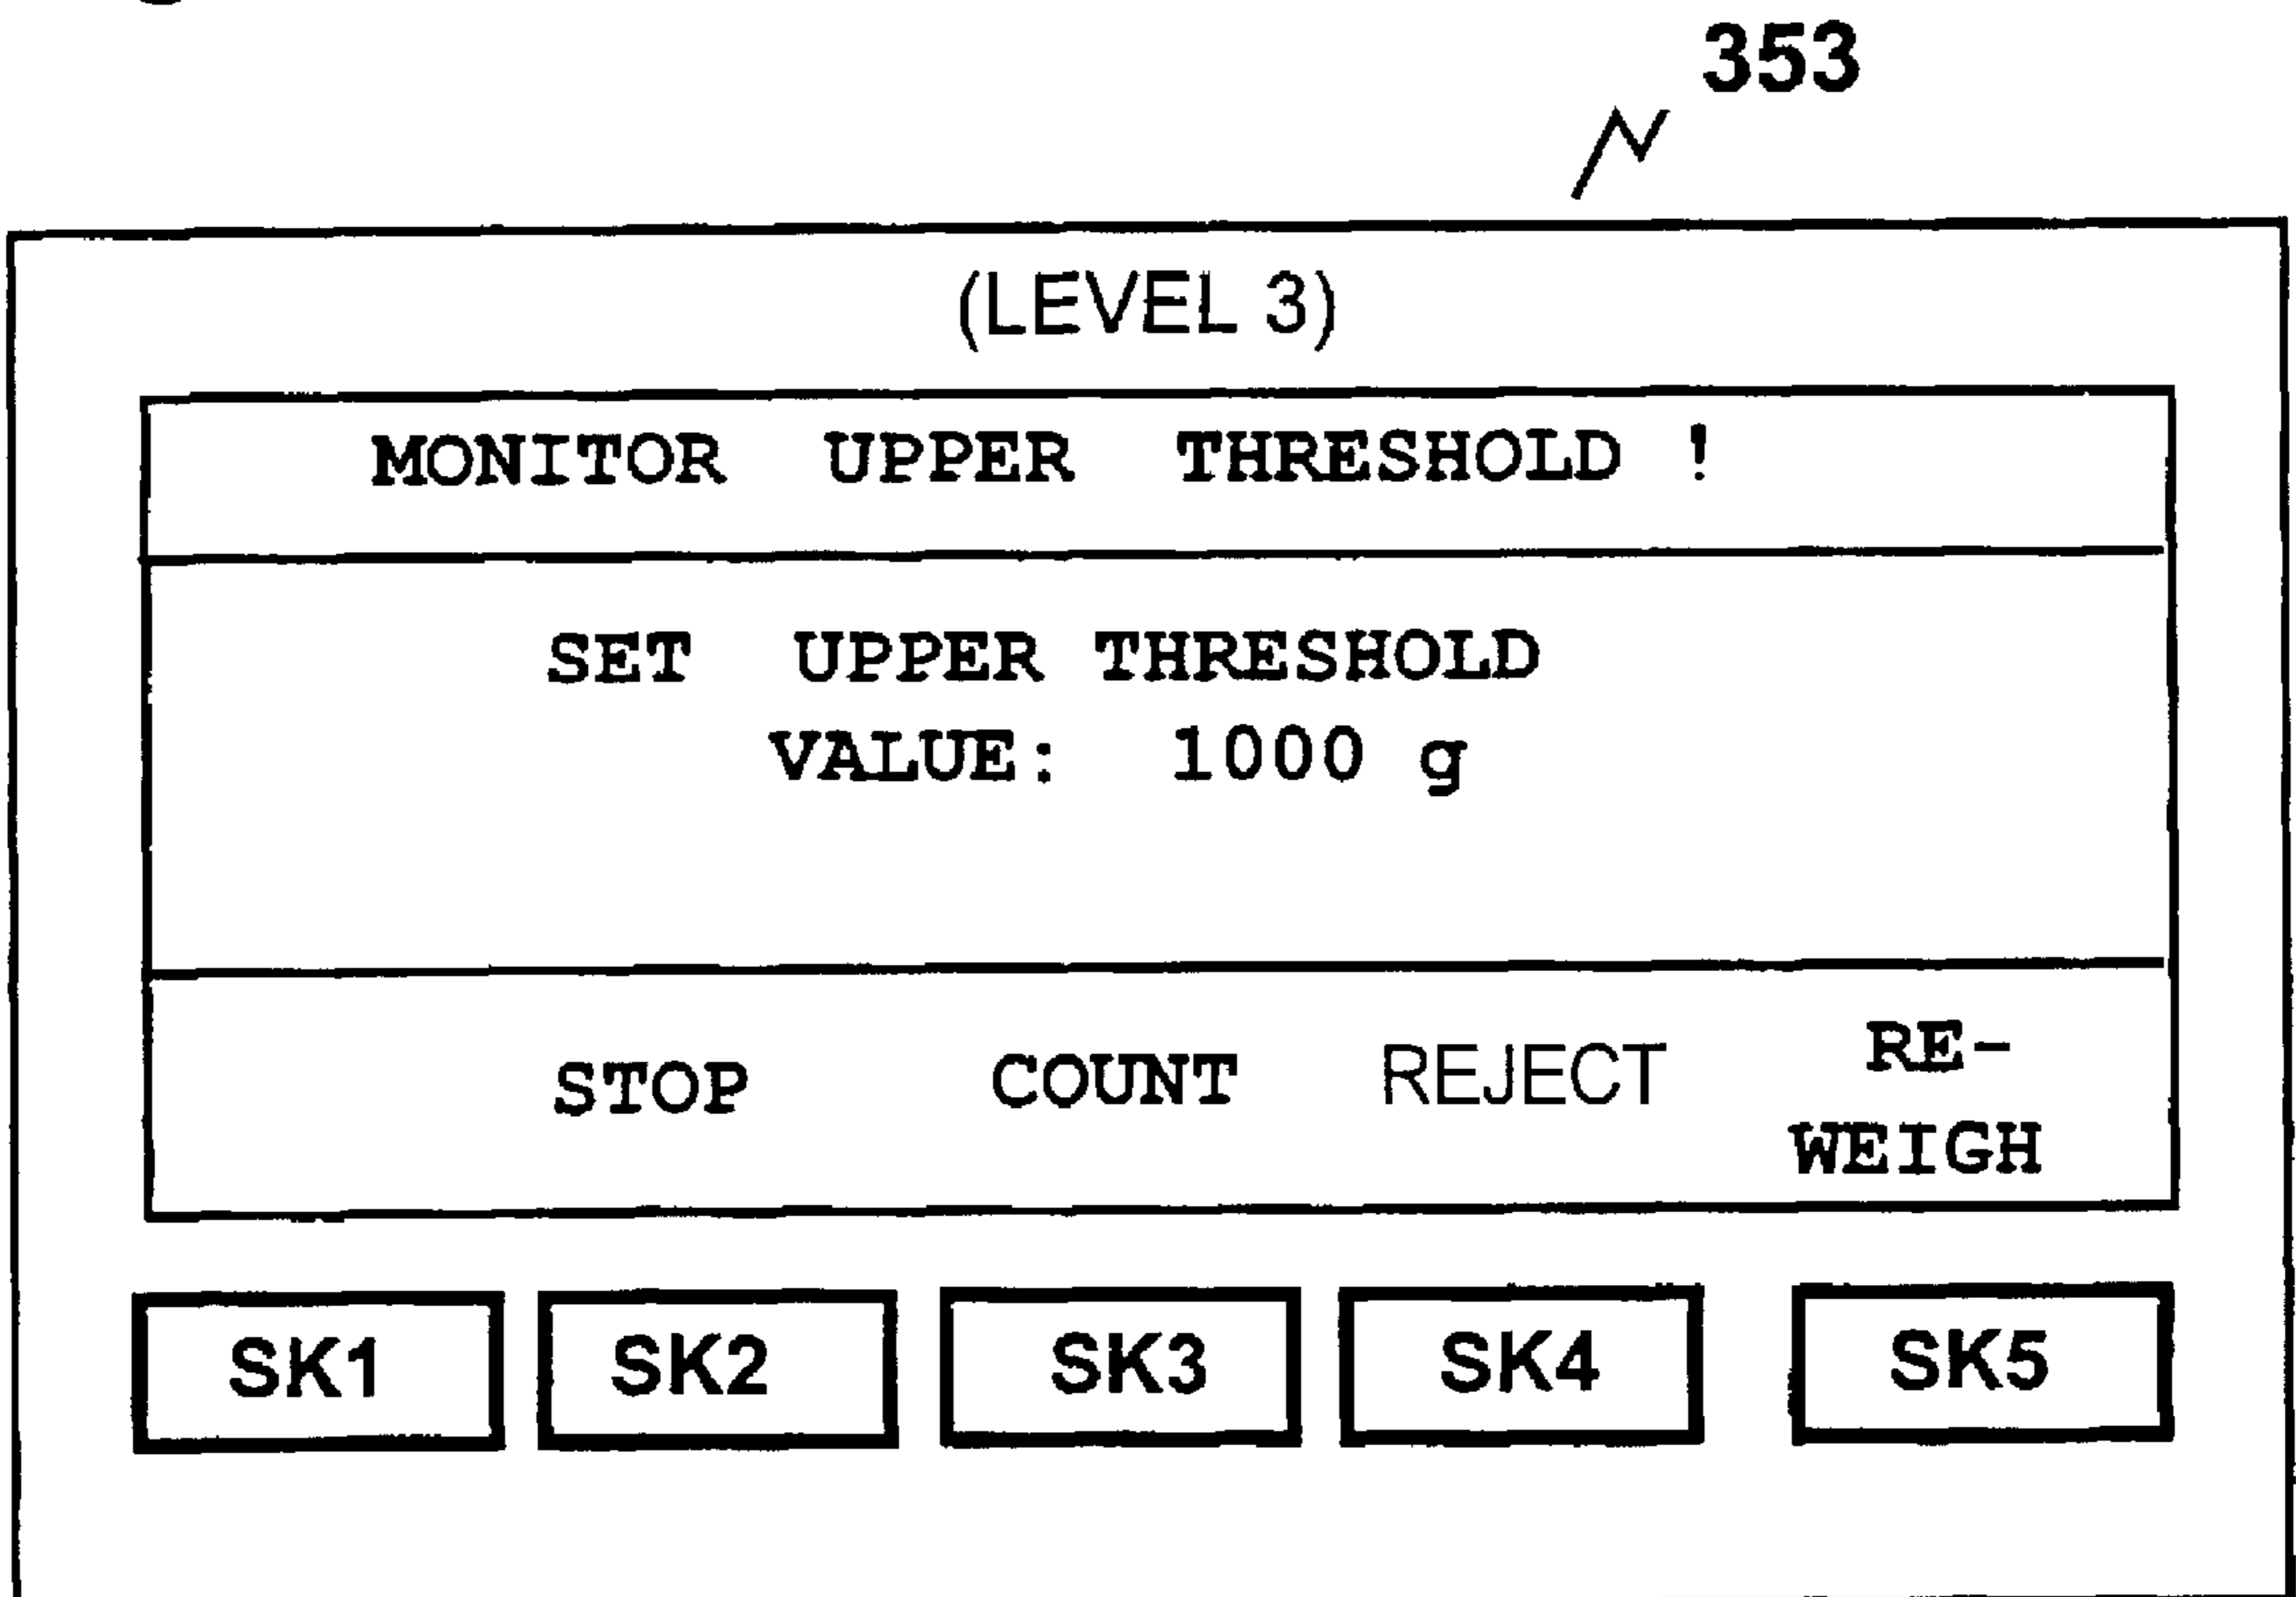 353
(LEVEL 3)
MONITOR UPPER THRESHOLD !
SET UPPER THRESHOLD
VALUE: 1000 g
STOP COUNT REJECT RE-
WEIGH
SK1 SK2 SK3 SK4 SK5